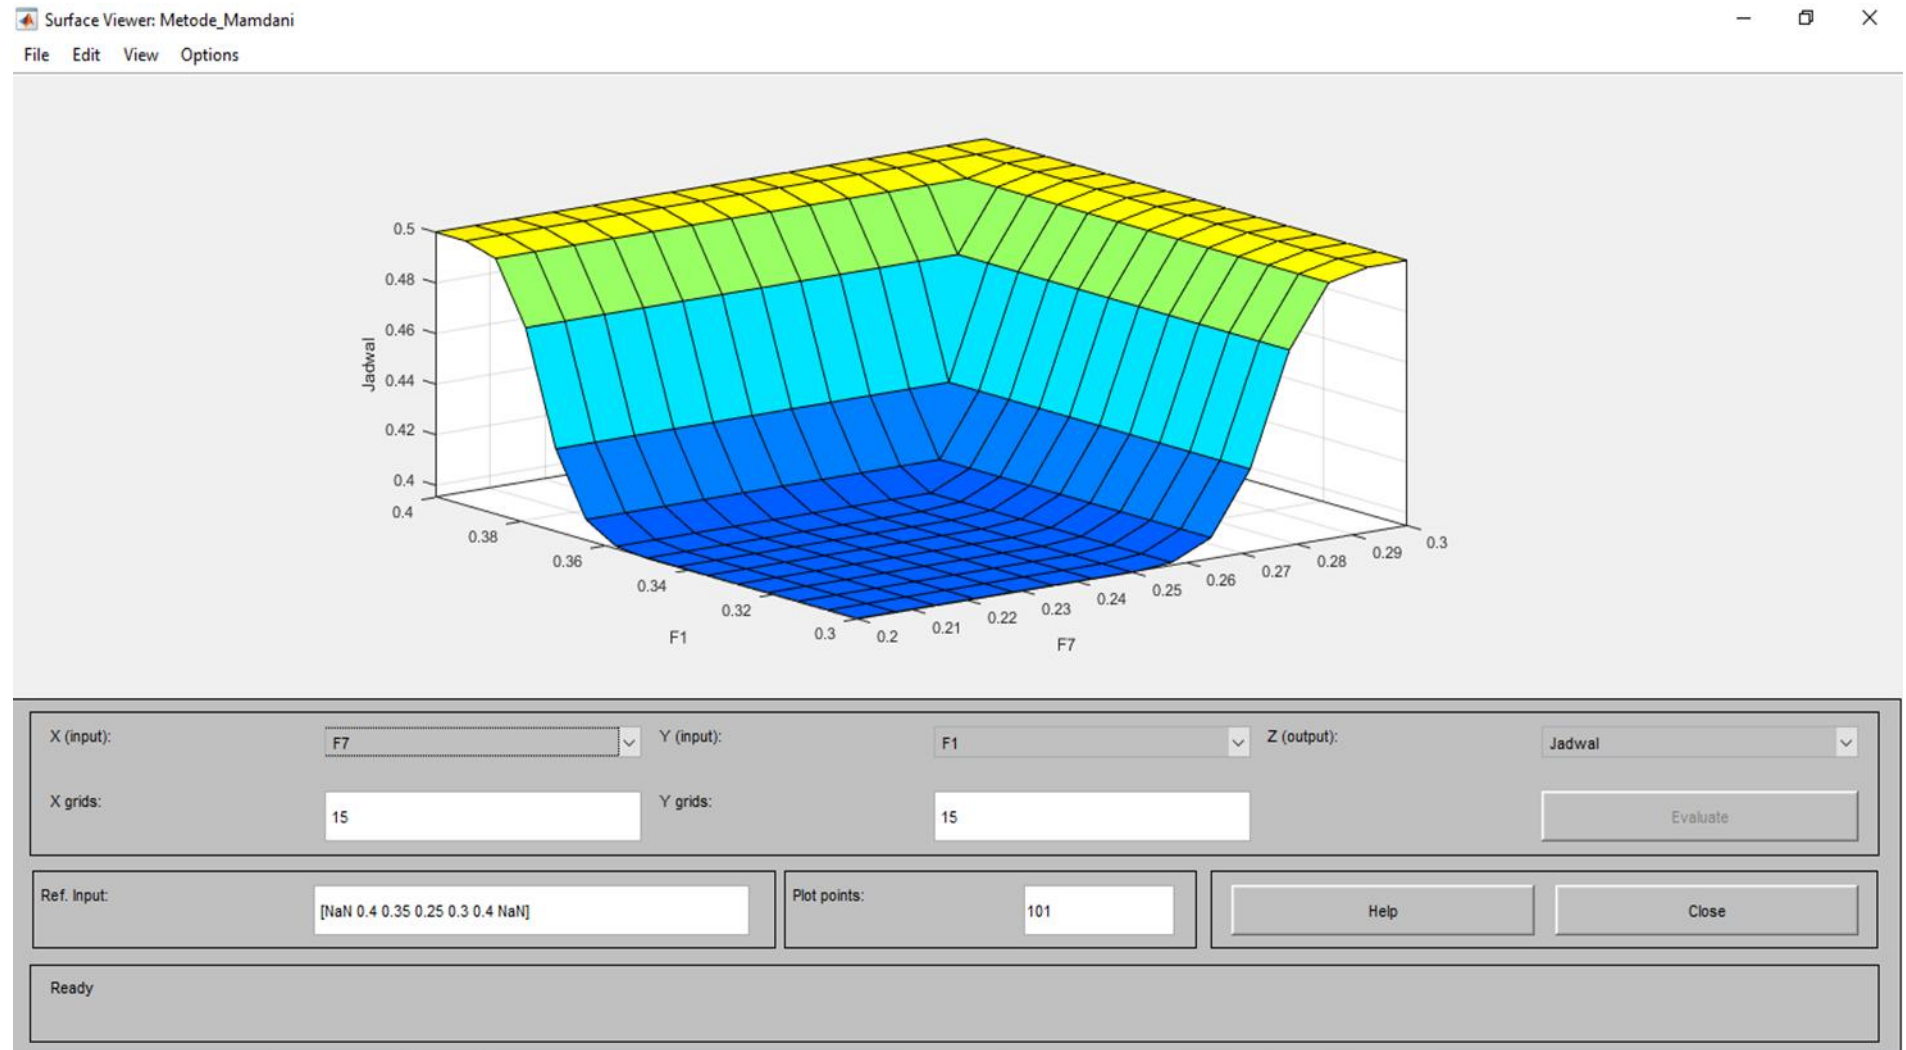 Surface Viewer: Metode_Mamdani
File Edit View Options
0.5
0.48
0.46
0.44
0.42
0.4
Jadwal
0.4
0.38
0.36
0.34
0.32
0.3
F1
0.2
0.21
0.22
0.23
0.24
0.25
0.26
0.27
0.28
0.29
0.3
F7
X (input): F7 Y (input): F1 Z (output): Jadwal
X grids: 15 Y grids: 15 Evaluate
Ref. Input: [NaN 0.4 0.35 0.25 0.3 0.4 NaN] Plot points: 101 Help Close
Ready